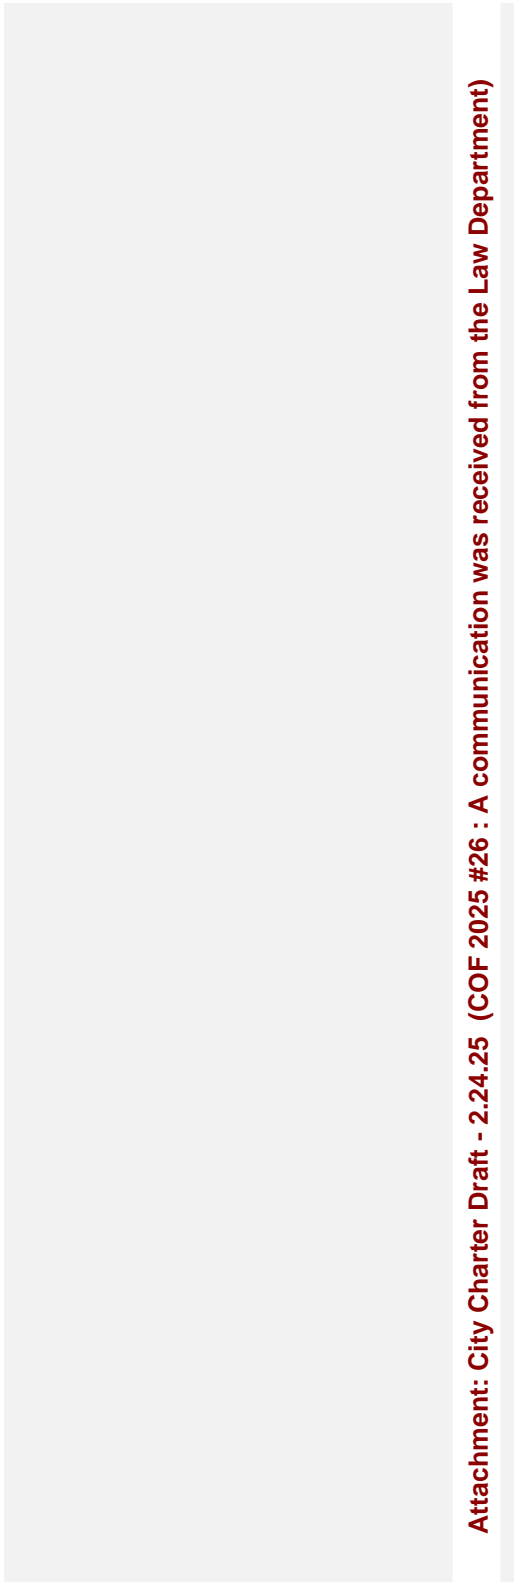 Attachment: City Charter Draft - 2.24.25  (COF 2025 #26 : A communication was received from the Law Department)